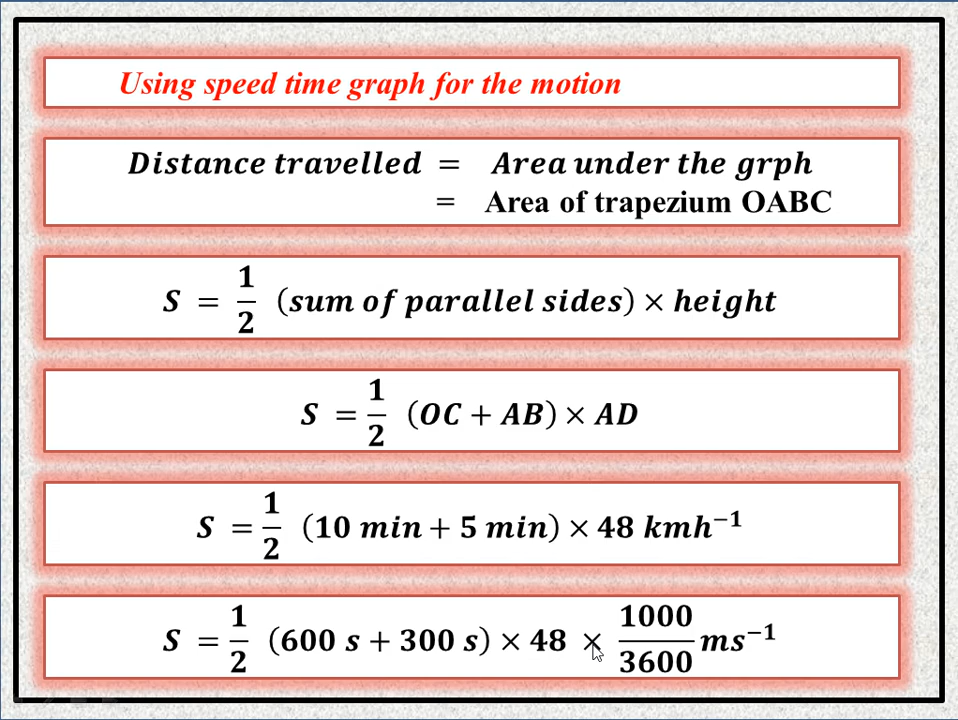 Using speed time graph for the motion
Distance travelled = Area under the grph
= Area of trapezium OABC
S = 1/2 (sum of parallel sides) × height
S = 1/2 (OC + AB) × AD
S = 1/2 (10 min + 5 min) × 48 kmh⁻¹
S = 1/2 (600 s + 300 s) × 48 × 1000/3600 ms⁻¹